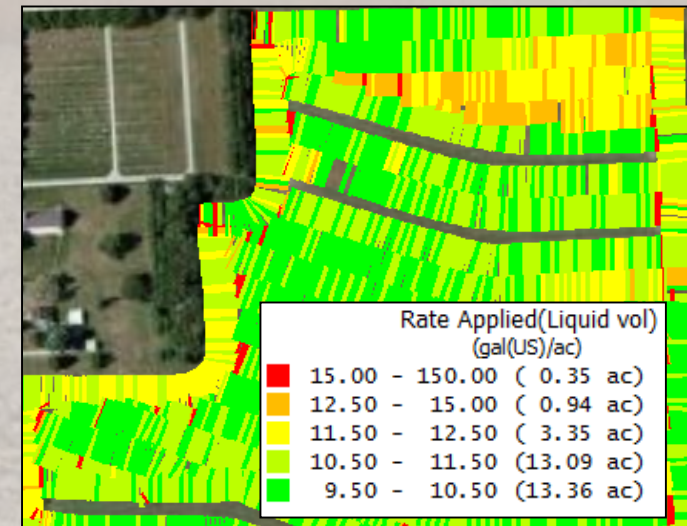 Rate Applied(Liquid vol)
(gal(US)/ac)
15.00 - 150.00 ( 0.35 ac)
12.50 - 15.00 ( 0.94 ac)
11.50 - 12.50 ( 3.35 ac)
10.50 - 11.50 (13.09 ac)
9.50 - 10.50 (13.36 ac)